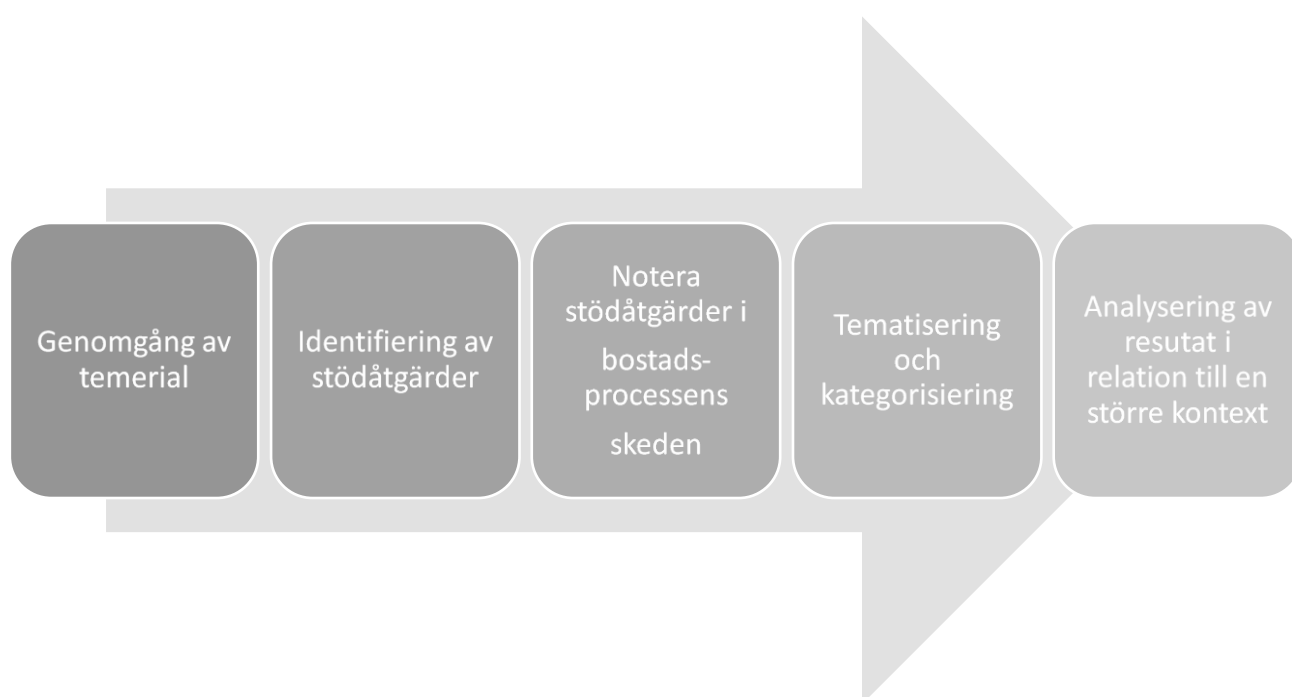 Genomgång av
temerial
Identifiering av
stödåtgärder
Notera
stödåtgärder i
bostads-
processens
skeden
Tematisering
och
kategorisiering
Analysering av
resutat i
relation till en
större kontext